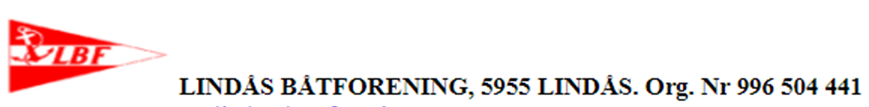 LBF
LINDÅS BÅTFORENING, 5955 LINDÅS. Org. Nr 996 504 441